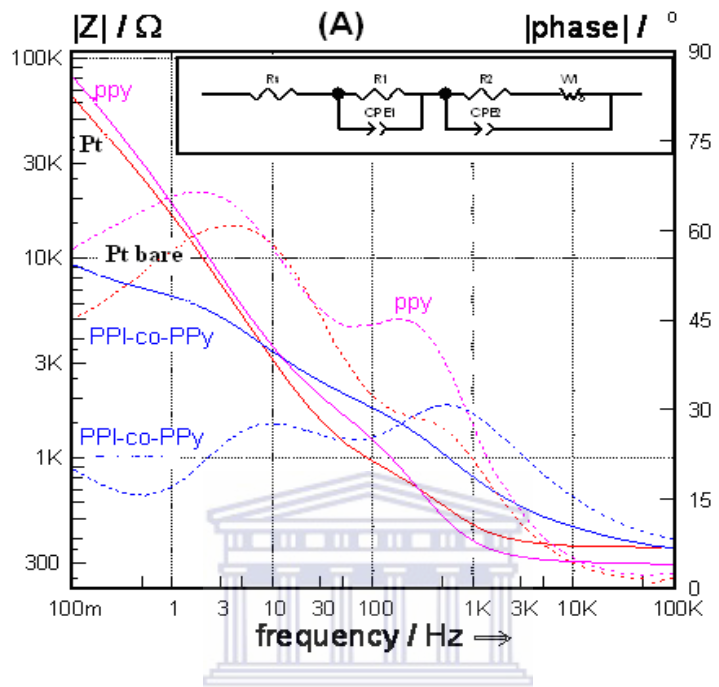 |Z| / Ω (A) |phase| / °
100K 90
Rs R1 R2 W1
CPE1 CPE2
ppy
75
Pt
30K
60
Pt bare
10K
ppy
45
PPI-co-PPy
3K
30
PPI-co-PPy
1K
15
300
0
100m 1 3 10 30 100 1K 3K 10K 100K
frequency / Hz